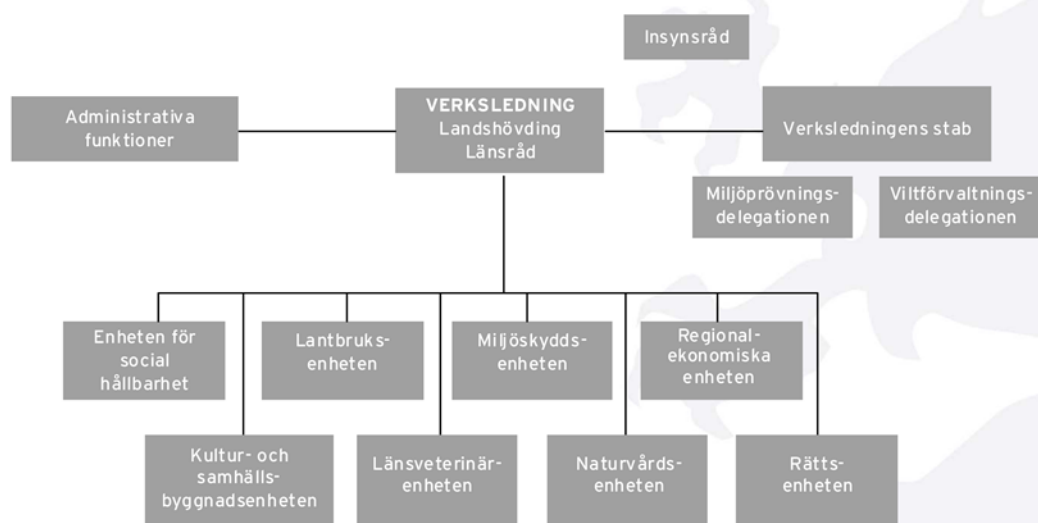 Insynsråd
Administrativa
funktioner
VERKSLEDNING
Landshövding
Länsråd
Verksledningens stab
Miljöprövnings-
delegationen
Viltförvaltnings-
delegationen
Enheten för
social
hållbarhet
Lantbruks-
enheten
Miljöskydds-
enheten
Regional-
ekonomiska
enheten
Kultur- och
samhälls-
byggnadsenheten
Länsveterinär-
enheten
Naturvårds-
enheten
Rätts-
enheten